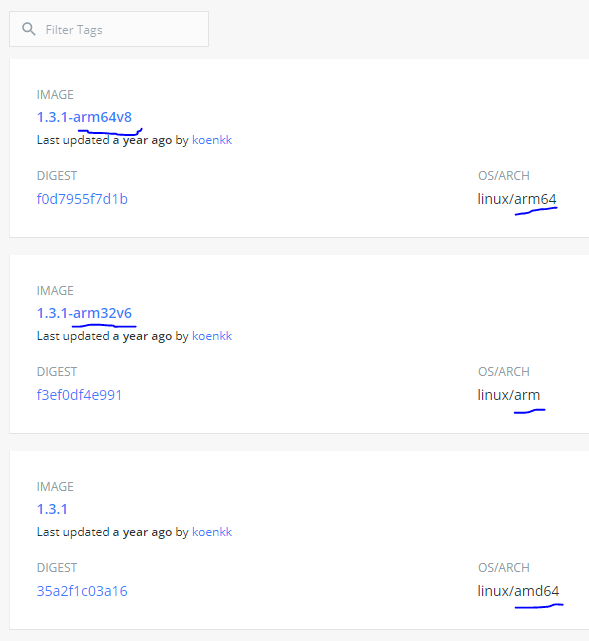 Filter Tags
IMAGE
1.3.1-arm64v8
Last updated a year ago by koenkk
DIGEST
OS/ARCH
f0d7955f7d1b
linux/arm64
IMAGE
1.3.1-arm32v6
Last updated a year ago by koenkk
DIGEST
OS/ARCH
f3ef0df4e991
linux/arm
IMAGE
1.3.1
Last updated a year ago by koenkk
DIGEST
OS/ARCH
35a2f1c03a16
linux/amd64